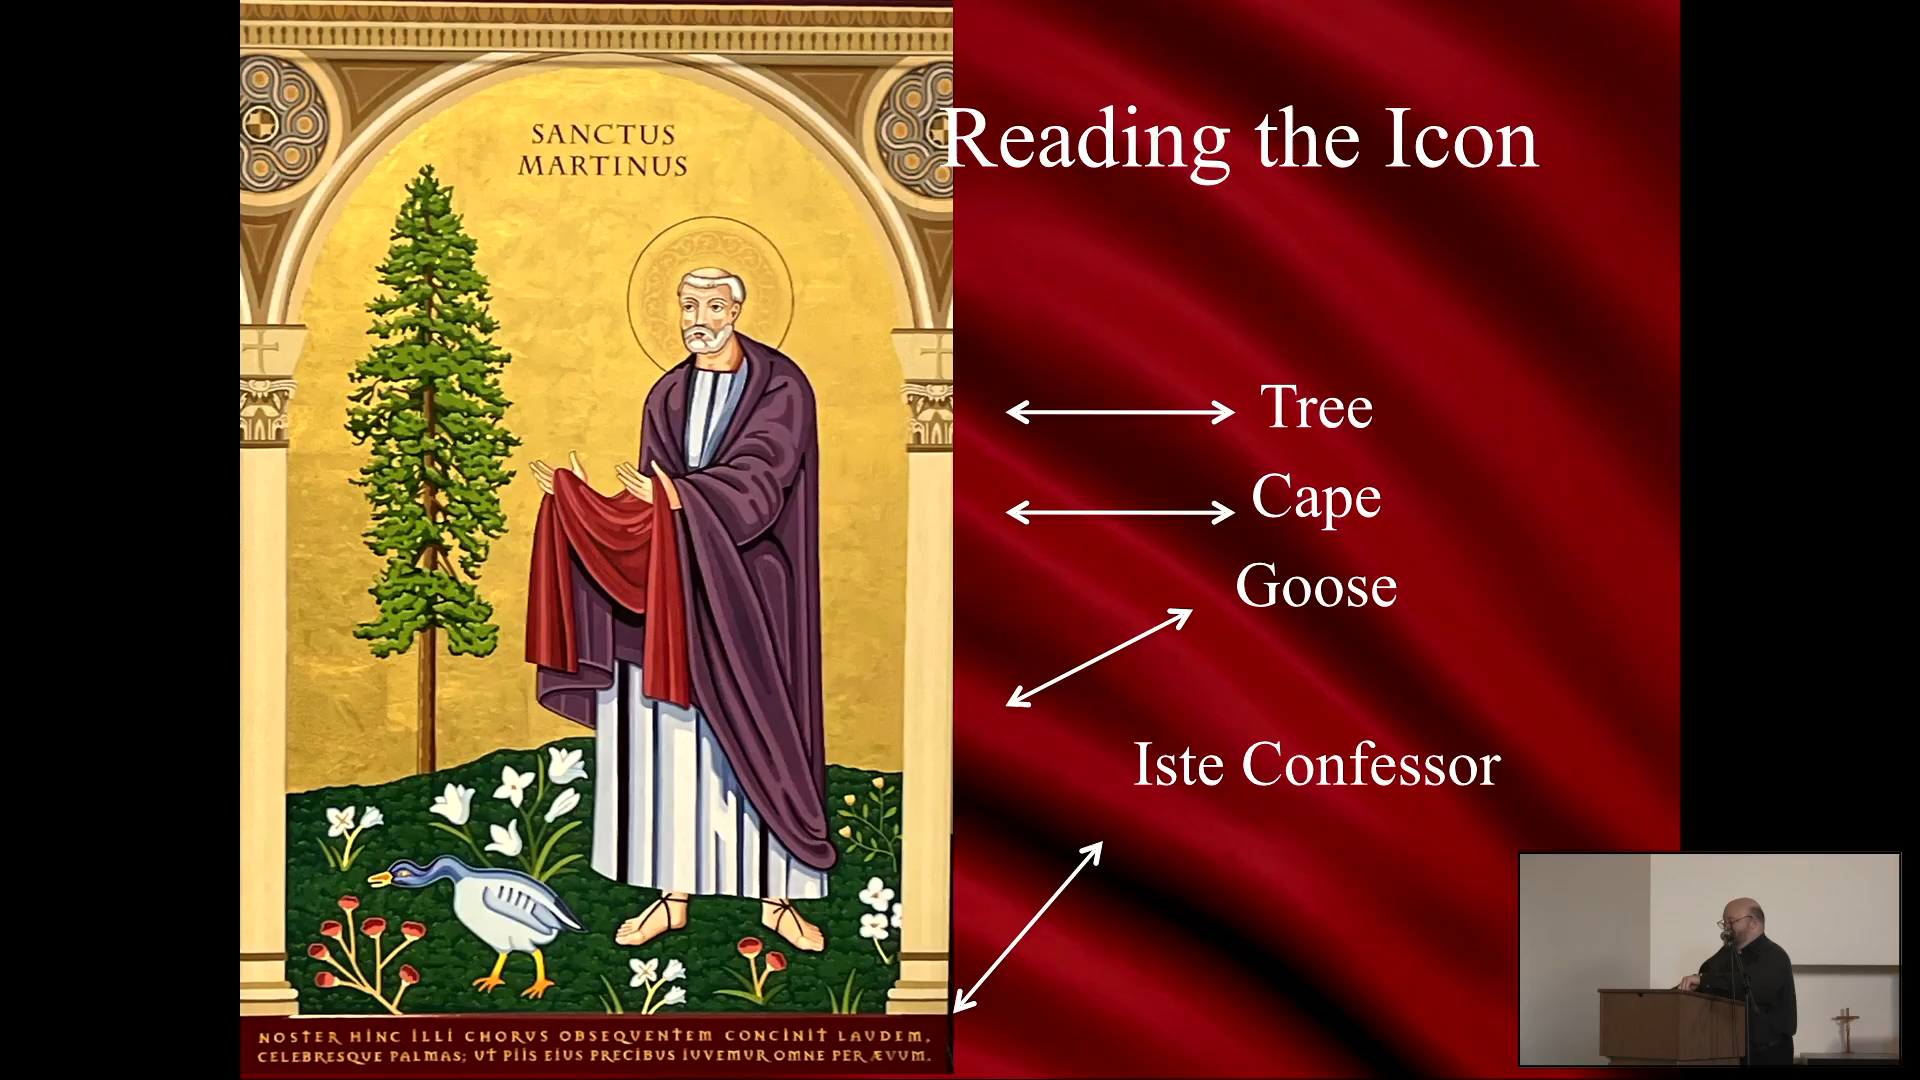 SANCTUS
MARTINUS
Reading the Icon
Tree
Cape
Goose
Iste Confessor
NOSTER HINC ILLI CHORUS OBSEQUENTEM CONCINIT LAUDEM,
CELEBRESQUE PALMAS; UT PIIS EIUS PRECIBUS IUVEMUR OMNE PER ÆVUM.